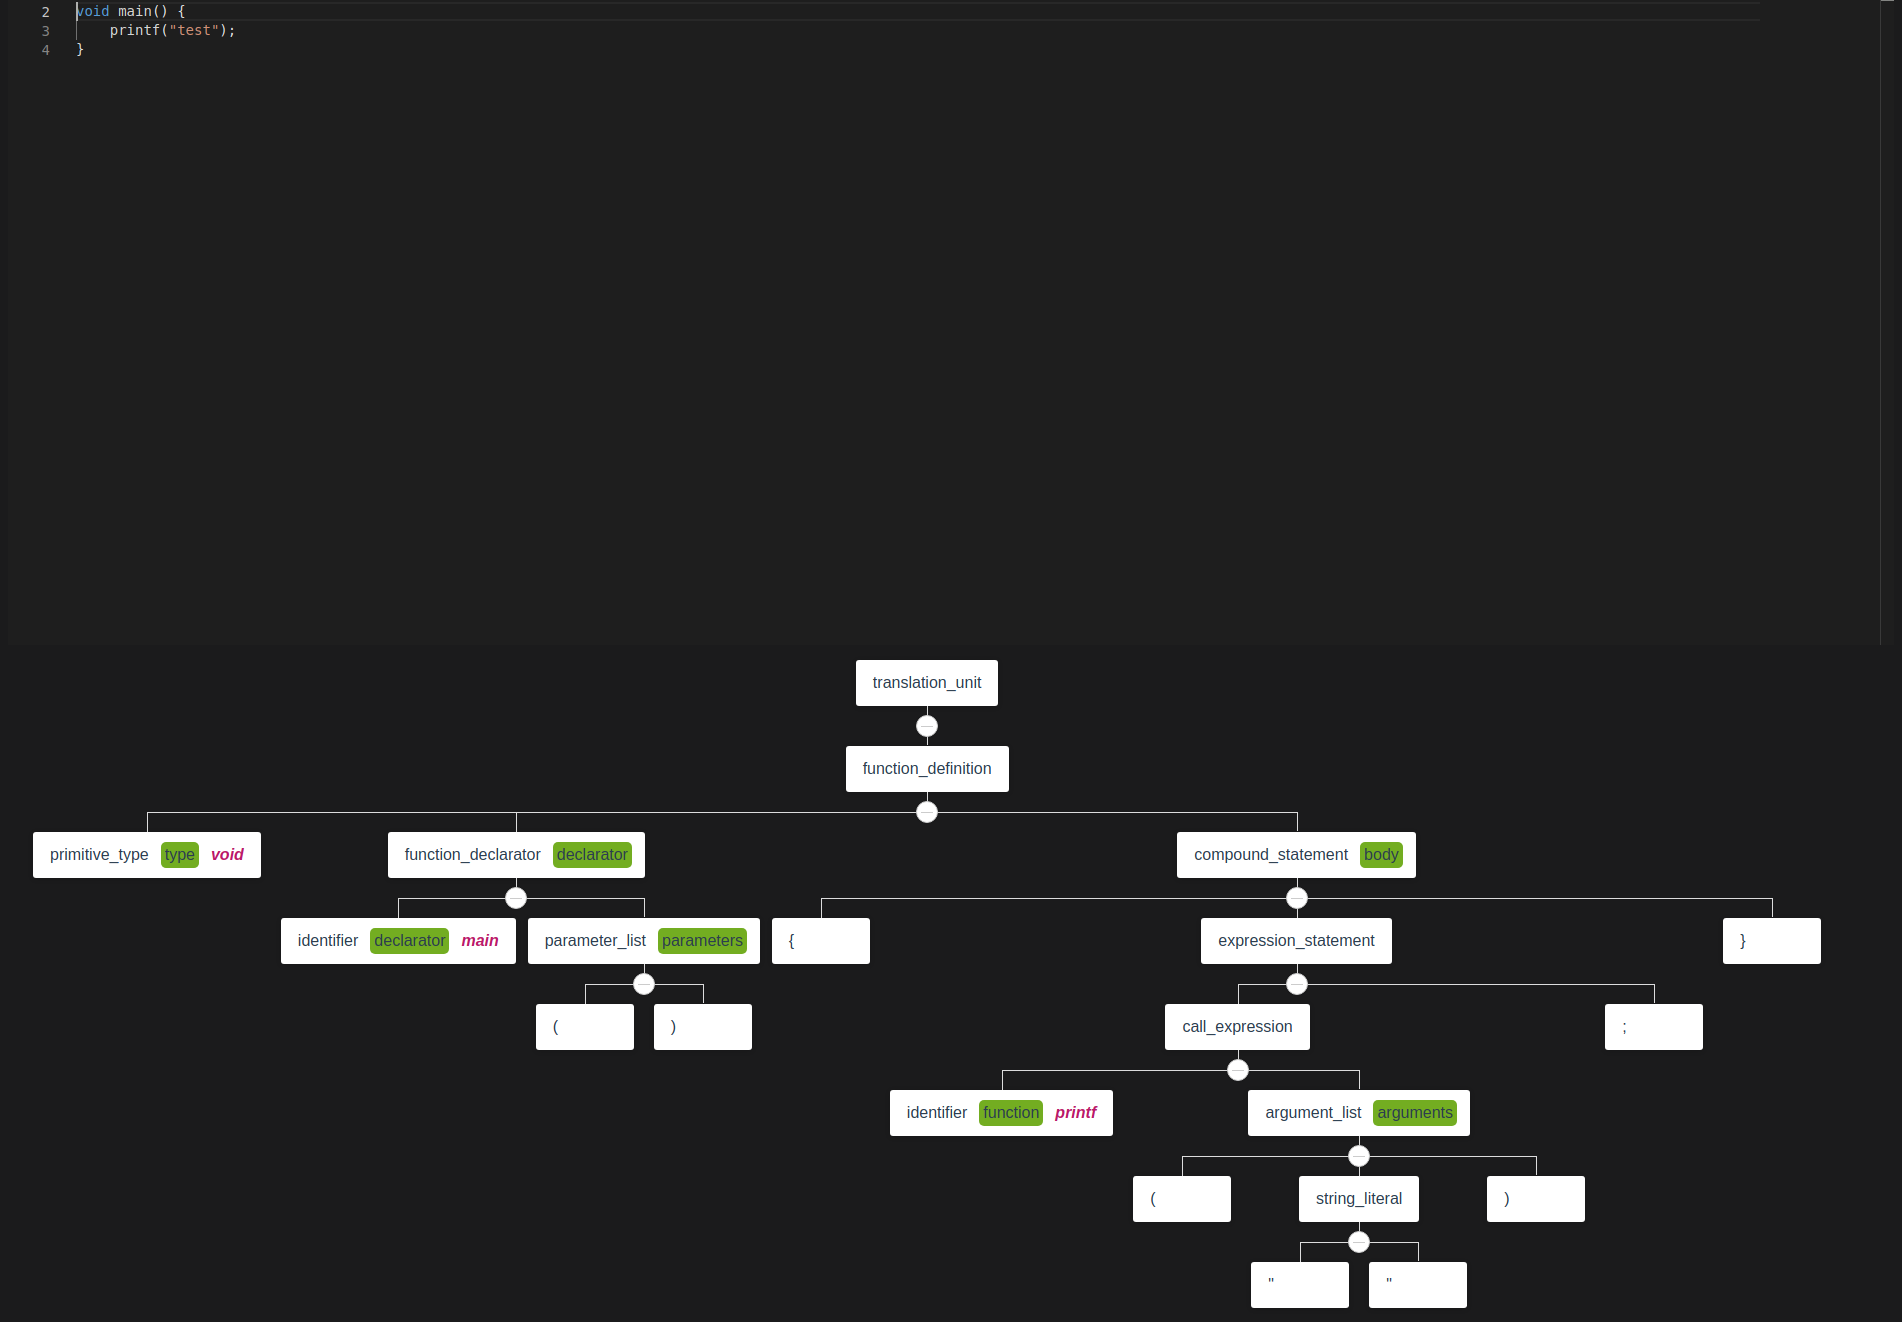 2 void main() {
3 printf("test");
4 }
translation_unit
function_definition
primitive_type type void function_declarator declarator compound_statement body
identifier declarator main parameter_list parameters { expression_statement }
( ) call_expression ;
identifier function printf argument_list arguments
( string_literal )
" "